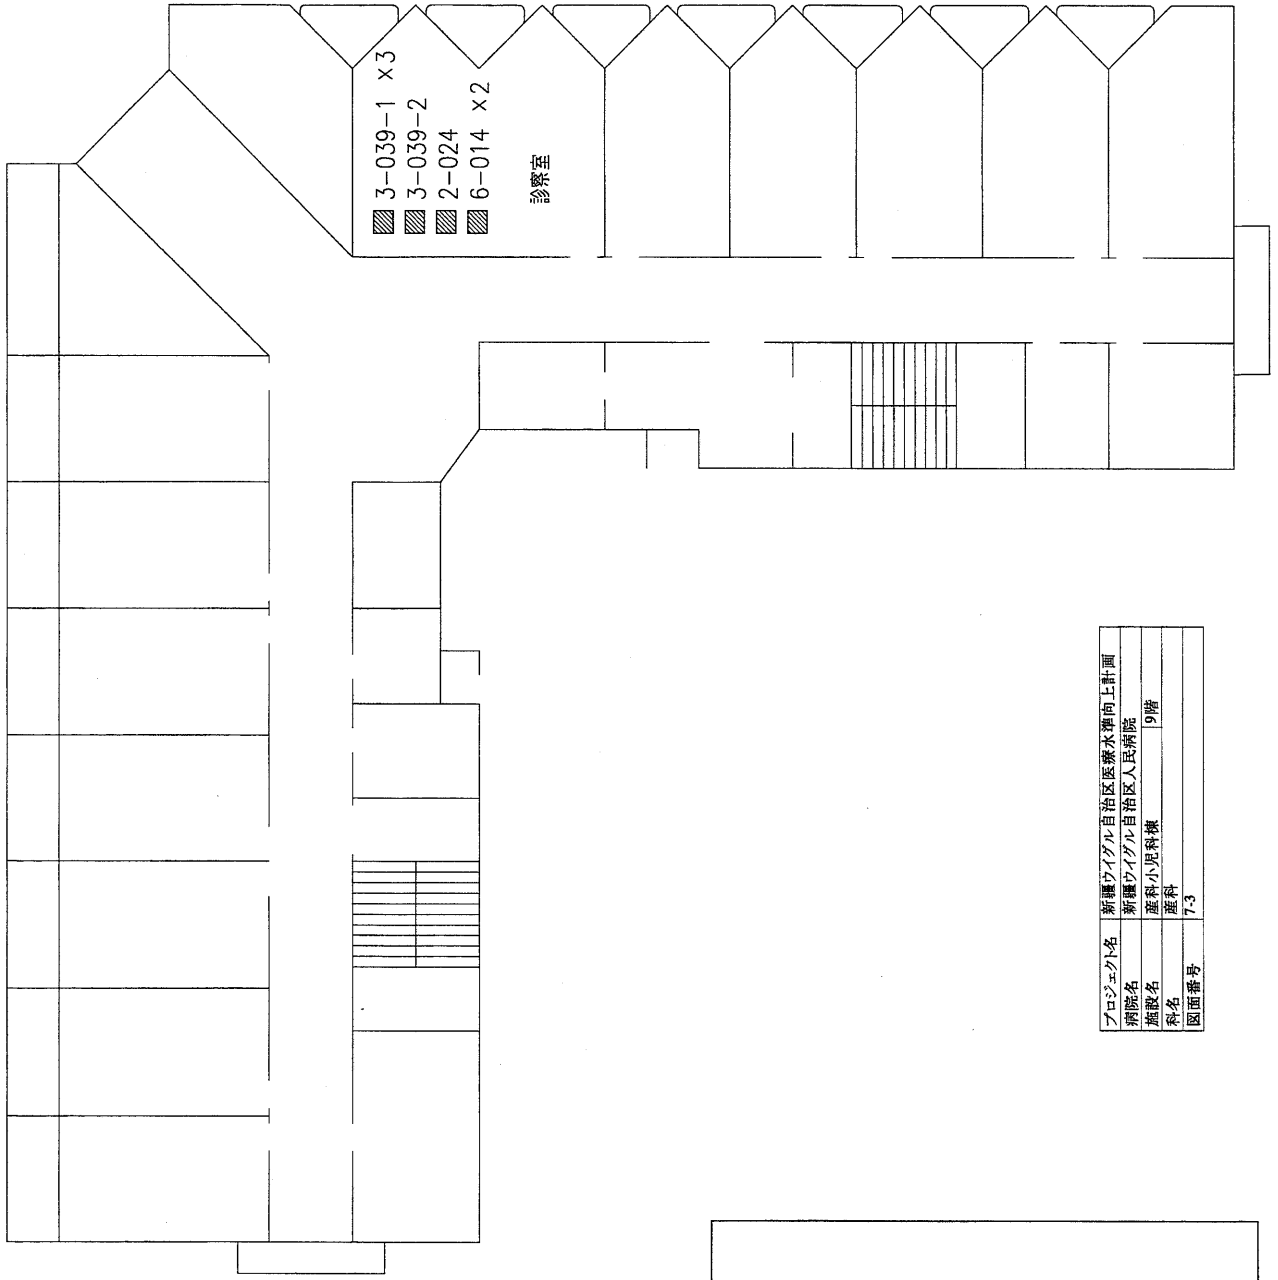 3-039-1 x3
3-039-2
2-024
6-014 x2
診察室
プロジェクト名 新疆ウイグル自治区医療水準向上計画
病院名 新疆ウイグル自治区人民病院
施設名 産科小児科棟 9階
科名 産科
図面番号 7-3